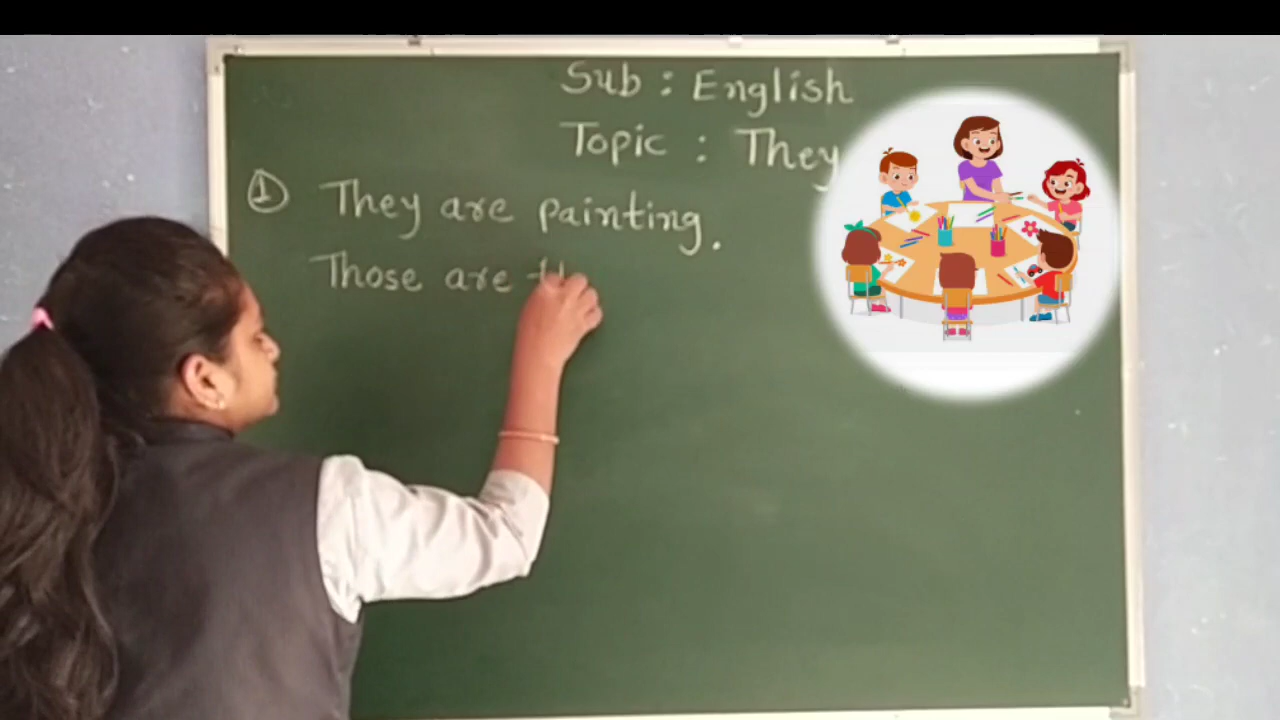 Sub : English
Topic : They
① They are painting.
Those are